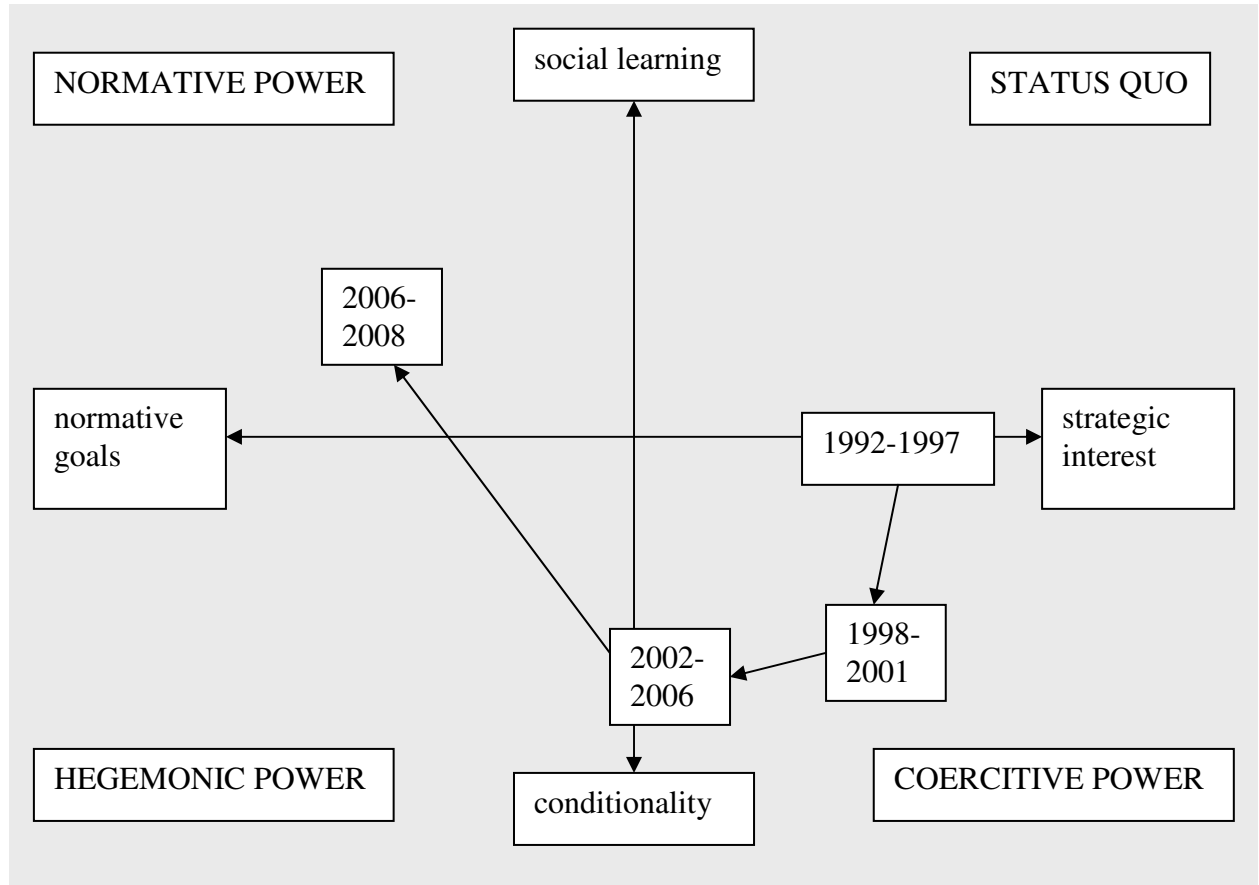 social learning
NORMATIVE POWER
STATUS QUO
2006-
2008
normative
goals
1992-1997
strategic
interest
1998-
2001
2002-
2006
HEGEMONIC POWER
conditionality
COERCITIVE POWER